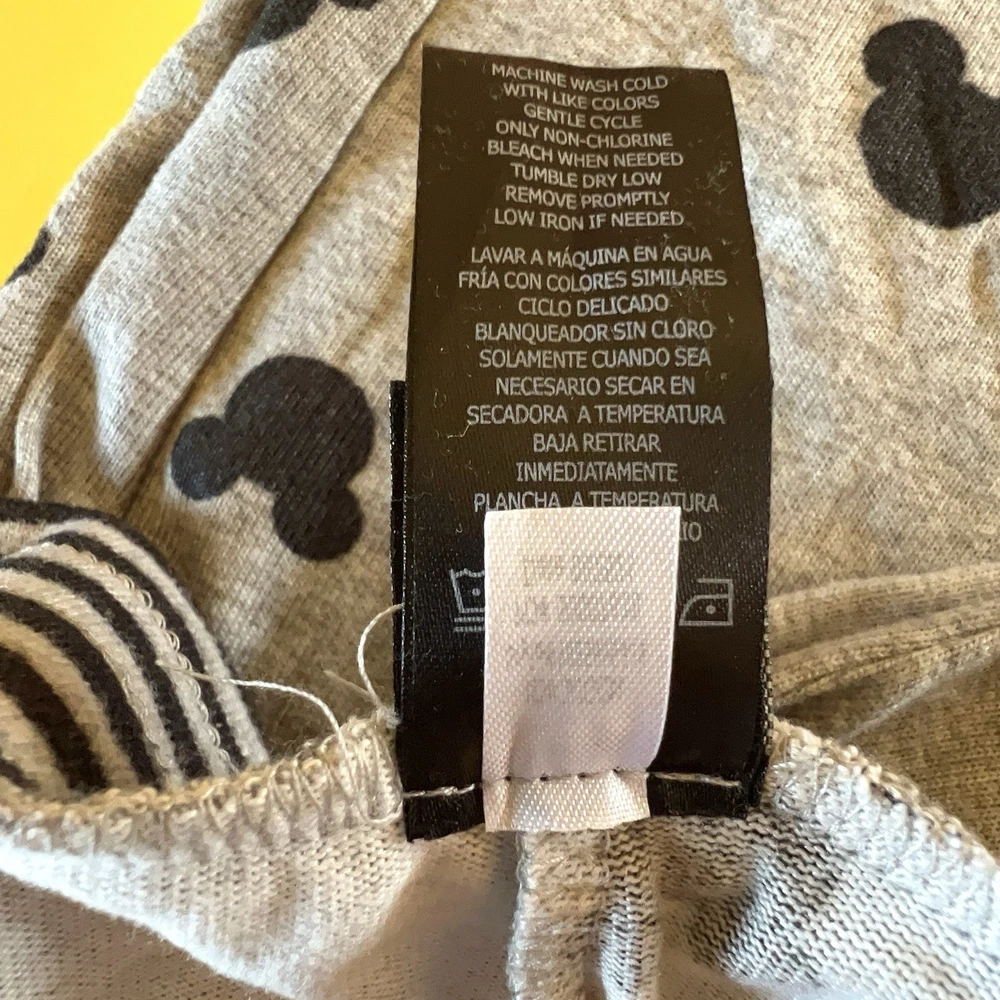 MACHINE WASH COLD
WITH LIKE COLORS
GENTLE CYCLE
ONLY NON-CHLORINE
BLEACH WHEN NEEDED
TUMBLE DRY LOW
REMOVE PROMPTLY
LOW IRON IF NEEDED
LAVAR A MÁQUINA EN AGUA
FRÍA CON COLORES SIMILARES
CICLO DELICADO
BLANQUEADOR SIN CLORO
SOLAMENTE CUANDO SEA
NECESARIO SECAR EN
SECADORA A TEMPERATURA
BAJA RETIRAR
INMEDIATAMENTE
PLANCHA A TEMPERATURA